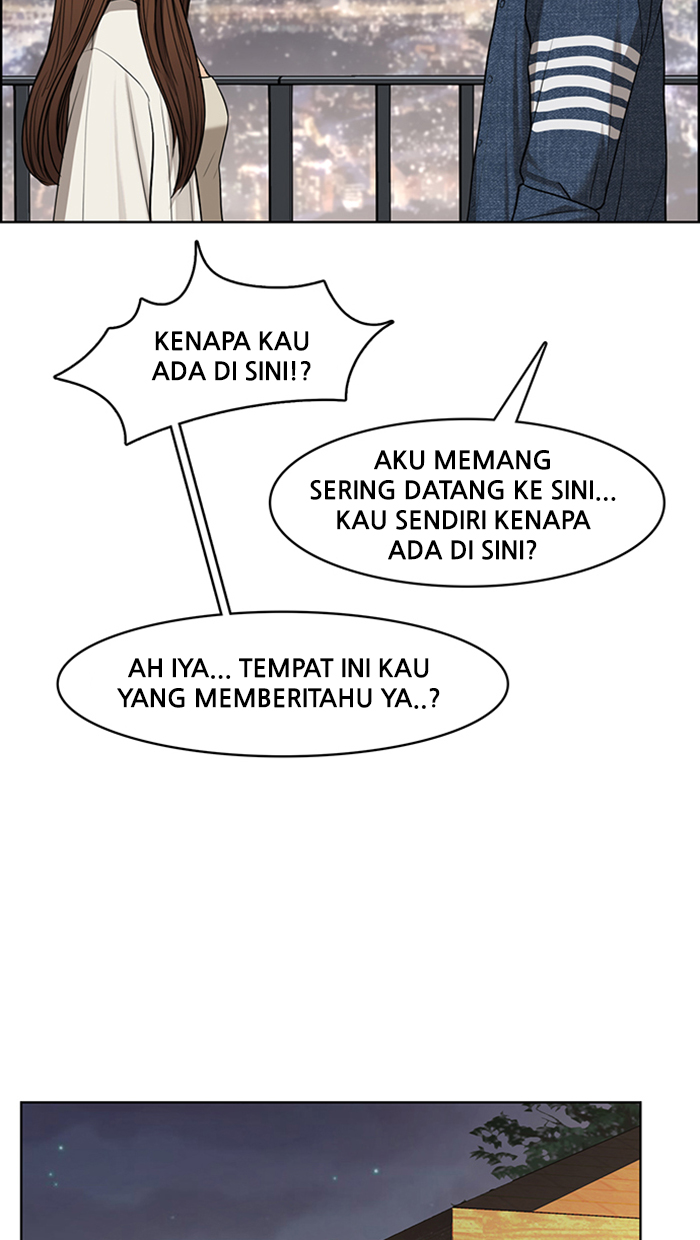 KENAPA KAU
ADA DI SINI!?
AKU MEMANG
SERING DATANG KE SINI...
KAU SENDIRI KENAPA
ADA DI SINI?
AH IYA... TEMPAT INI KAU
YANG MEMBERITAHU YA..?